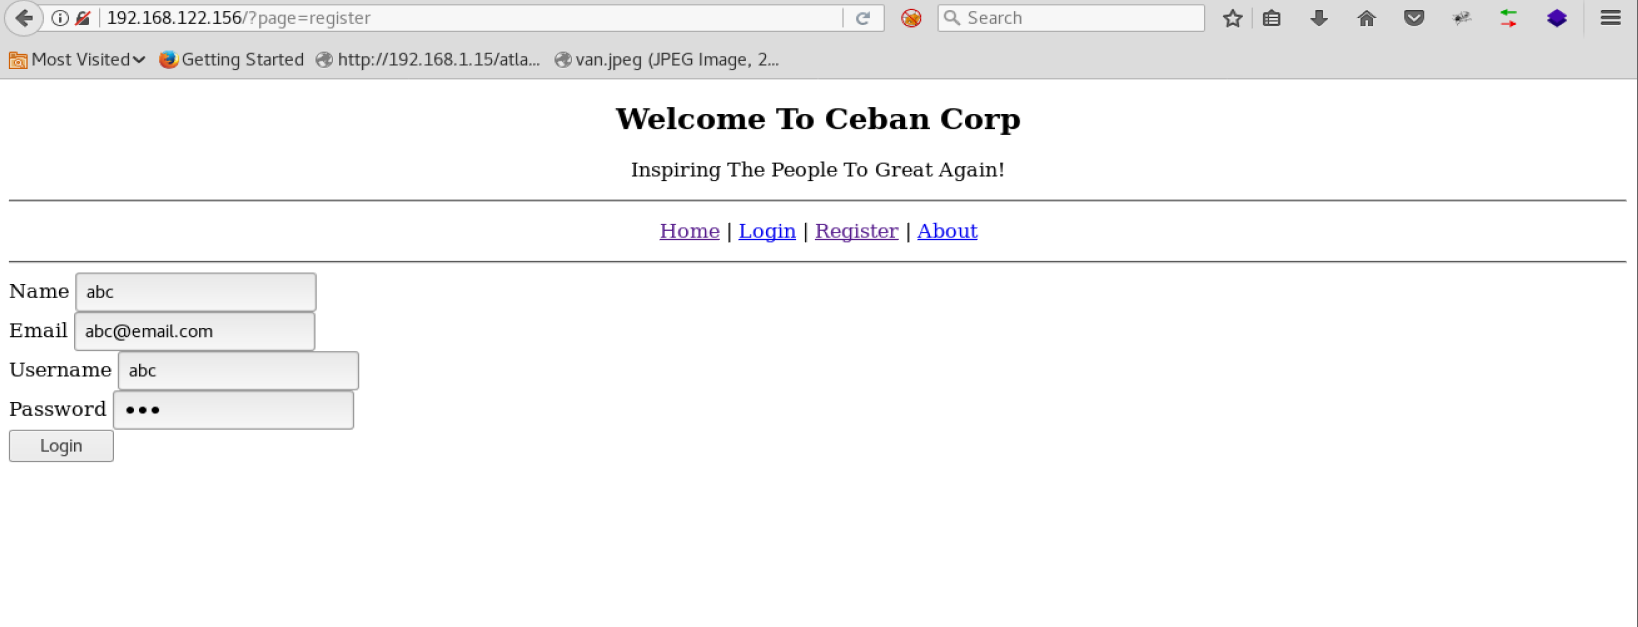 192.168.122.156/?page=register
Search
Most Visited
Getting Started
http://192.168.1.15/atla...
van.jpeg (JPEG Image, 2...
Welcome To Ceban Corp
Inspiring The People To Great Again!
Home | Login | Register | About
Name abc
Email abc@email.com
Username abc
Password •••
Login